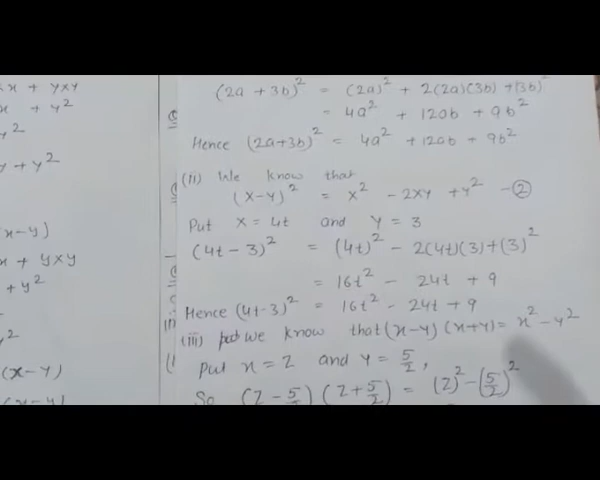 x + yxy
x + y²
y²
y + y²
(x-y)
x + yxy
+ y²
y²
(x-y)
(x-y)
(2a + 3b)² = (2a)² + 2(2a)(3b) + (3b)²
= 4a² + 12ab + 9b²
Hence (2a+3b)² = 4a² + 12ab + 9b²
(ii) We know that
(x-y)² = x² - 2xy + y² - ②
Put x = 4t and y = 3
(4t - 3)² = (4t)² - 2(4t)(3) + (3)²
= 16t² - 24t + 9
Hence (4t-3)² = 16t² - 24t + 9
(iii) we know that (x-y) (x+y) = x² - y²
Put x = z and y = 5/2,
So (z - 5/2) (z + 5/2) = (z)² - (5/2)²